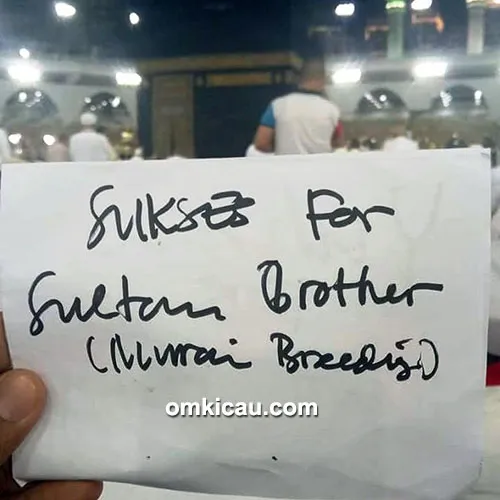 SUKSES For
Sultan Brother
(Murai Breeding)
omkicau.com